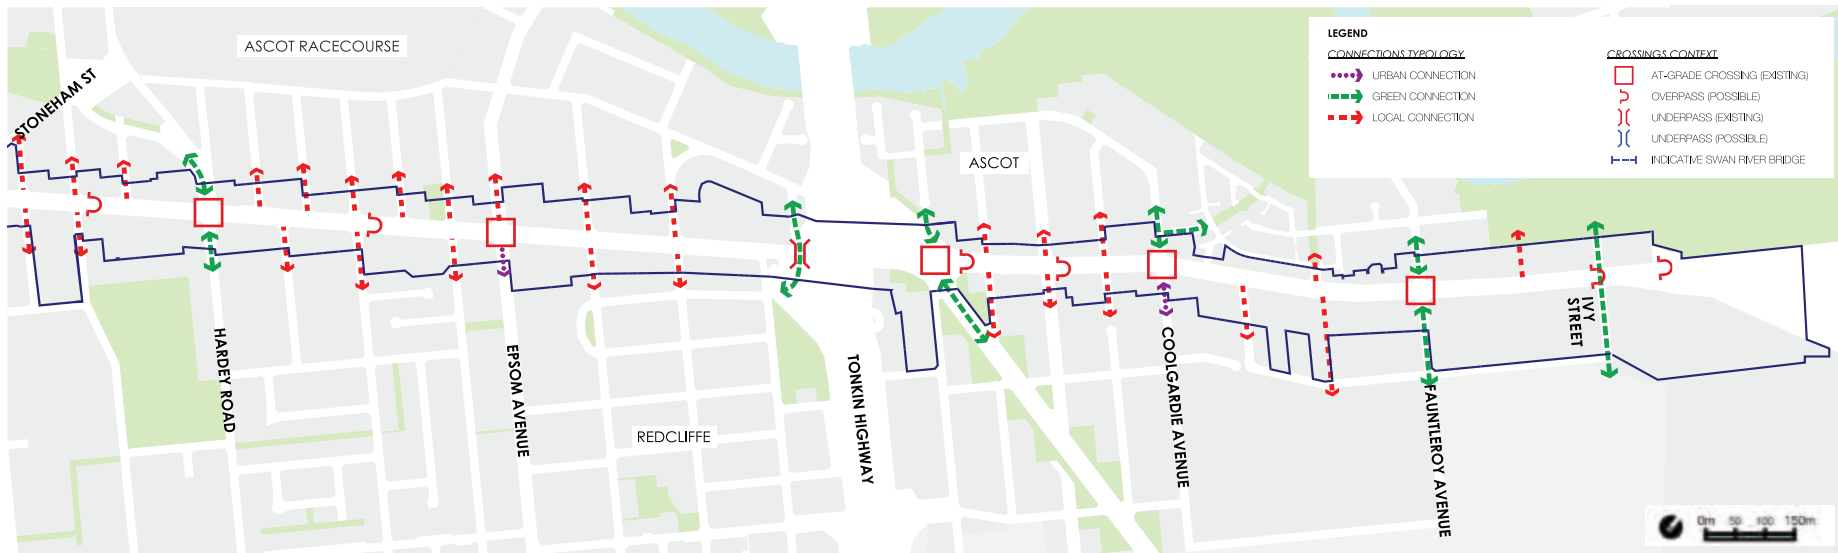 ASCOT RACECOURSE
STONEHAM ST
ASCOT
HARDEY ROAD
EPSOM AVENUE
REDCLIFFE
TONKIN HIGHWAY
COOLGARDIE AVENUE
FAUNTLEROY AVENUE
IVY
STREET
LEGEND
CONNECTIONS TYPOLOGY
URBAN CONNECTION
GREEN CONNECTION
LOCAL CONNECTION
CROSSINGS CONTEXT
AT-GRADE CROSSING (EXISTING)
OVERPASS (POSSIBLE)
UNDERPASS (EXISTING)
UNDERPASS (POSSIBLE)
INDICATIVE SWAN RIVER BRIDGE
0m 50 100 150m